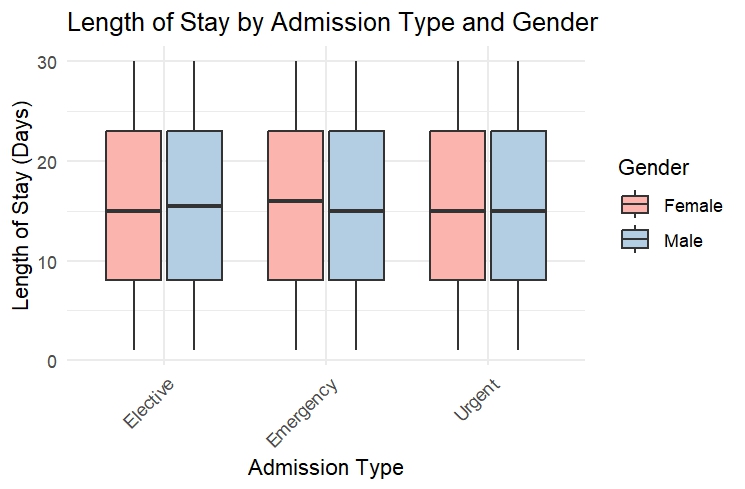 Length of Stay by Admission Type and Gender
Length of Stay (Days)
30
20
10
0
Elective
Emergency
Urgent
Admission Type
Gender
Female
Male